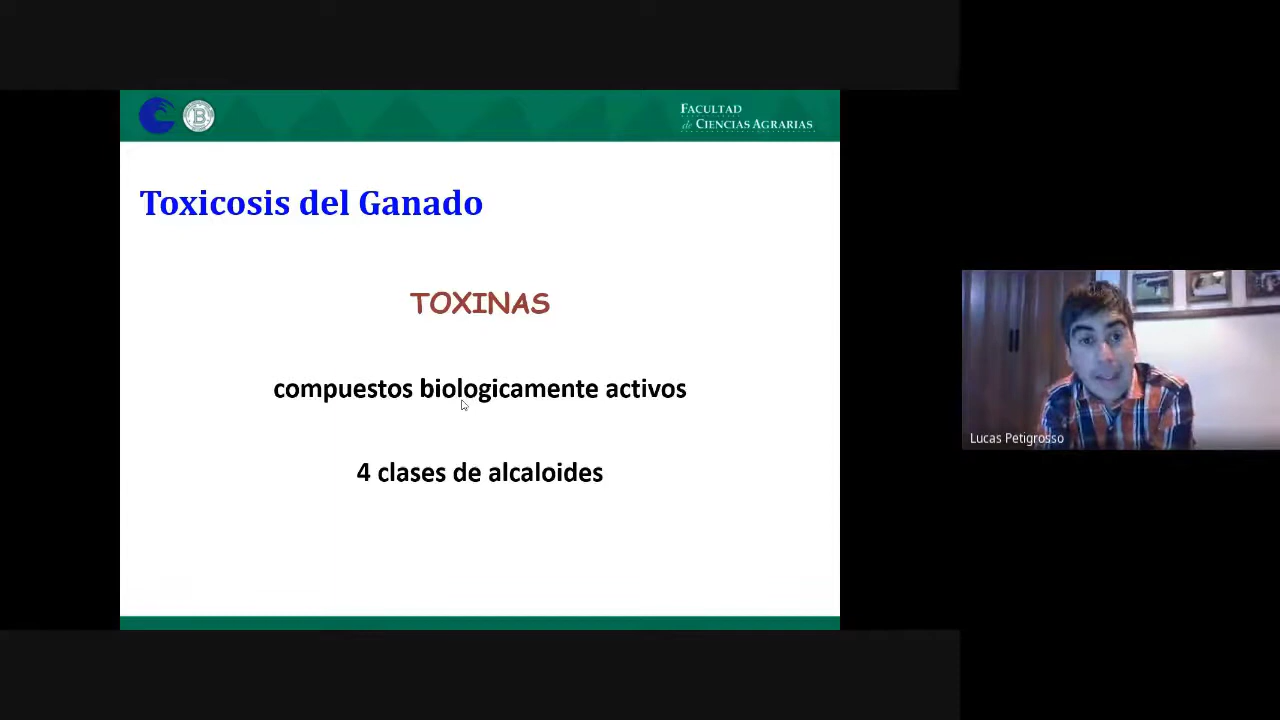 FACULTAD
de CIENCIAS AGRARIAS
Toxicosis del Ganado
TOXINAS
compuestos biologicamente activos
4 clases de alcaloides
Lucas Petigrosso